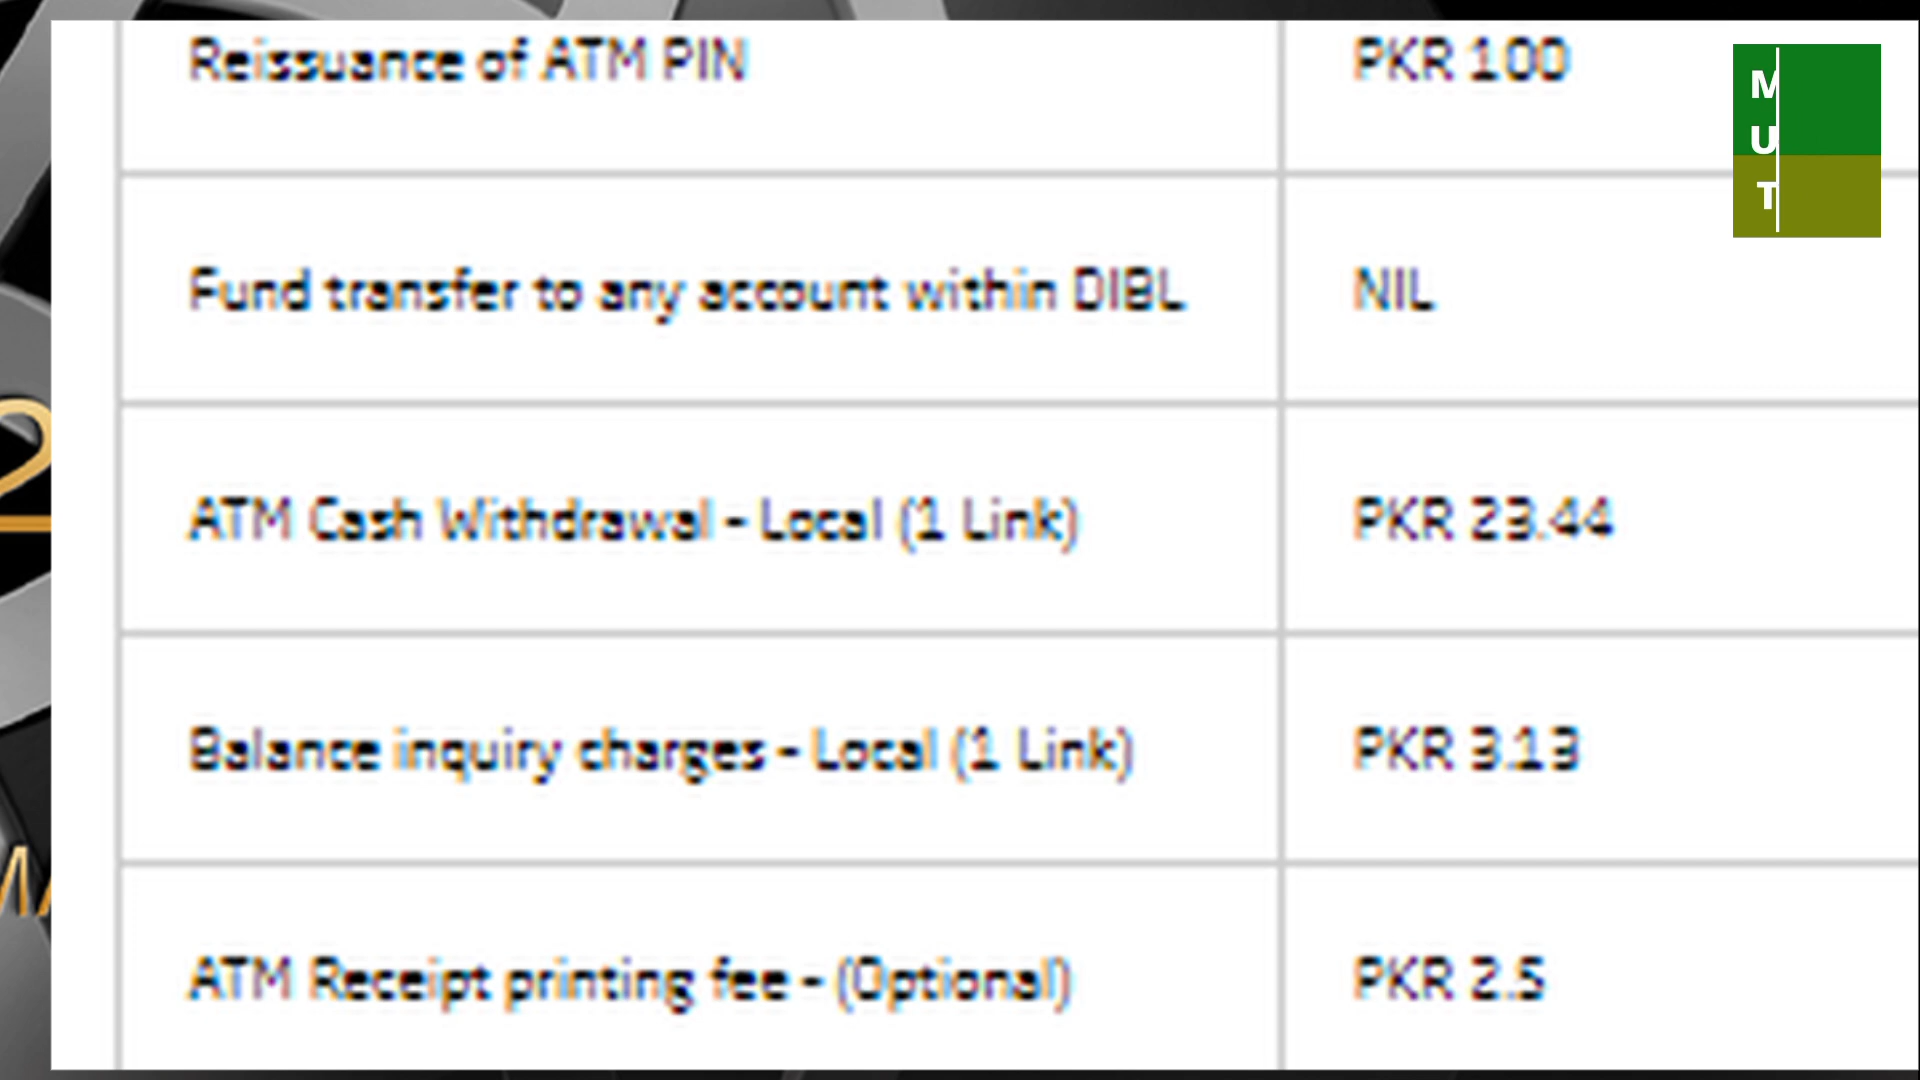 Reissuance of ATM PIN PKR 100
Fund transfer to any account within DIBL NIL
ATM Cash Withdrawal - Local (1 Link) PKR 23.44
Balance inquiry charges - Local (1 Link) PKR 3.13
ATM Receipt printing fee - (Optional) PKR 2.5
M
U
T
2